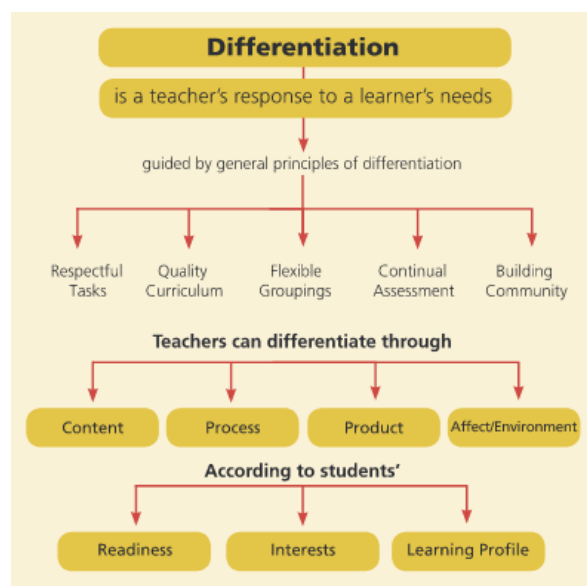 Differentiation
is a teacher's response to a learner's needs
guided by general principles of differentiation
Respectful Tasks
Quality Curriculum
Flexible Groupings
Continual Assessment
Building Community
Teachers can differentiate through
Content
Process
Product
Affect/Environment
According to students'
Readiness
Interests
Learning Profile